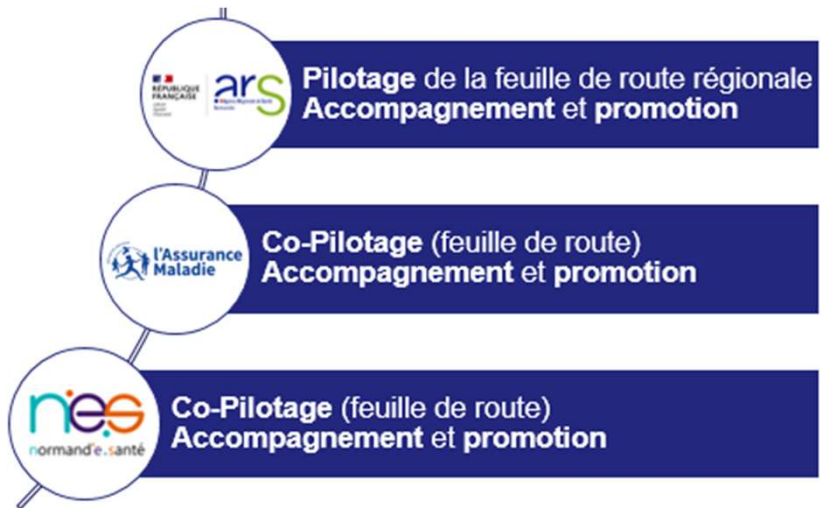 RÉPUBLIQUE
FRANÇAISE
ars
Pilotage de la feuille de route régionale
Accompagnement et promotion
l'Assurance
Maladie
Co-Pilotage (feuille de route)
Accompagnement et promotion
nes
normand'e.santé
Co-Pilotage (feuille de route)
Accompagnement et promotion